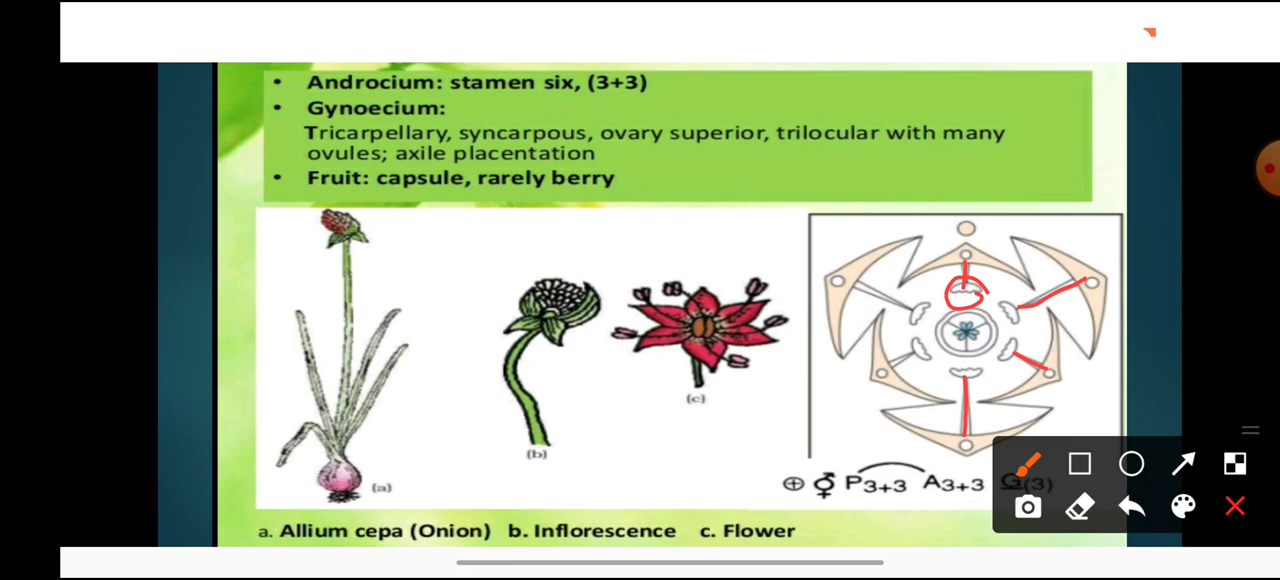 • Androcium: stamen six, (3+3)
• Gynoecium:
Tricarpellary, syncarpous, ovary superior, trilocular with many
ovules; axile placentation
• Fruit: capsule, rarely berry
(a)
(b)
(c)
⊕ ⚥ P3+3 A3+3 G(3)
a. Allium cepa (Onion) b. Inflorescence c. Flower